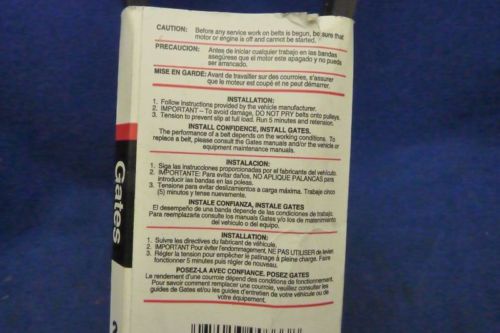 CAUTION: Before any service work on belts is begun, be sure that
motor or engine is off and cannot be started.
PRECAUCION: Antes de iniciar cualquier trabajo en las bandas
asegúrese que el motor este apagado y no pueda
ser arrancado.
MISE EN GARDE: Avant de travailler sur des courroies, s'assurer
que le moteur est coupé et ne peut démarrer.
INSTALLATION:
1. Follow instructions provided by the vehicle manufacturer.
2. IMPORTANT – To avoid damage, DO NOT PRY belts onto pulleys.
3. Tension to prevent slip at full load. Run 5 minutes and retension.
INSTALL CONFIDENCE, INSTALL GATES.
The performance of a belt depends on the working conditions. To
replace a belt, please consult the Gates manuals and/or the vehicle or
equipment maintenance manuals.
INSTALACION:
1. Siga las instrucciones proporcionadas por el fabricante del vehículo.
2. IMPORTANTE: Para evitar daños, NO APLIQUE PALANCAS para
introducir las bandas en las poleas.
3. Tensione para evitar deslizamientos a carga máxima. Trabaje cinco
(5) minutos y tense nuevamente.
INSTALE CONFIANZA, INSTALE GATES
El desempeño de un banda depende de las condiciones de trabajo.
Para reemplazarla consulte los manuals Gates y/o los de matenimiento
del vehículo o del equipo.
INSTALLATION:
1. Suivre les directives du fabricant de véhicule.
2. IMPORTANT Pour éviter l'endommagement, NE PAS UTILISER de levier.
3. Régler la tension pour empêcher le patinage à pleine charge. Faire
fonctionner 5 minutes puis régler de nouveau.
POSEZ-LA AVEC CONFIANCE. POSEZ GATES
Le rendement d'une courroie dépend des conditions de fonctionnement.
Pour savoir comment remplacer une courroie, veuillez consulter les
guides de Gates et/ou les guides d'entretien de votre véhicule ou de
votre équipement.
Gates